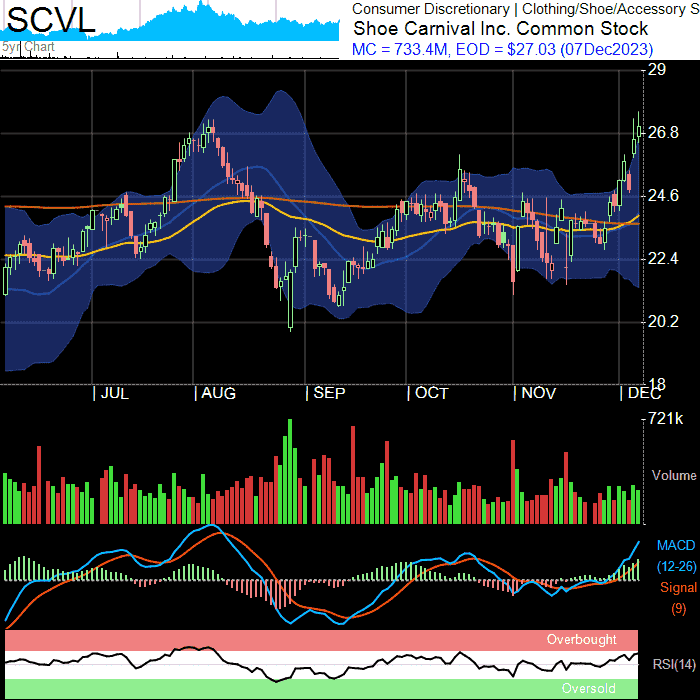 SCVL
5yr Chart
Consumer Discretionary | Clothing/Shoe/Accessory S
Shoe Carnival Inc. Common Stock
MC = 733.4M, EOD = $27.03 (07Dec2023)
29
26.8
24.6
22.4
20.2
18
| JUL | AUG | SEP | OCT | NOV | DEC
721k
Volume
MACD
(12-26)
Signal
(9)
Overbought
RSI(14)
Oversold